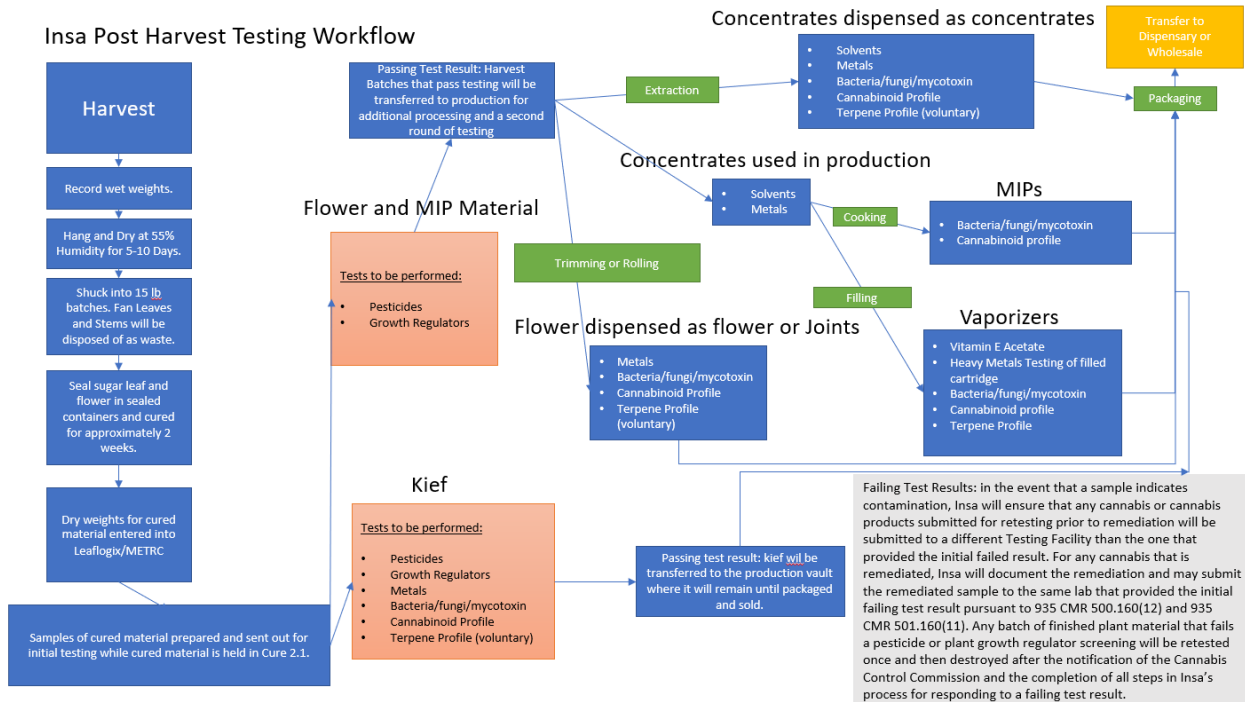 Insa Post Harvest Testing Workflow
Harvest
Record wet weights.
Hang and Dry at 55%
Humidity for 5-10 Days.
Shuck into 15 lb
batches. Fan Leaves
and Stems will be
disposed of as waste.
Seal sugar leaf and
flower in sealed
containers and cured
for approximately 2
weeks.
Dry weights for cured
material entered into
Leaflogix/METRC
Samples of cured material prepared and sent out for
initial testing while cured material is held in Cure 2.1.
Flower and MIP Material
Tests to be performed:
• Pesticides
• Growth Regulators
Passing Test Result: Harvest
Batches that pass testing will be
transferred to production for
additional processing and a second
round of testing
Kief
Tests to be performed:
• Pesticides
• Growth Regulators
• Metals
• Bacteria/fungi/mycotoxin
• Cannabinoid Profile
• Terpene Profile (voluntary)
Passing test result: kief wil be
transferred to the production vault
where it will remain until packaged
and sold.
Extraction
Concentrates dispensed as concentrates
• Solvents
• Metals
• Bacteria/fungi/mycotoxin
• Cannabinoid Profile
• Terpene Profile (voluntary)
Concentrates used in production
• Solvents
• Metals
Cooking
MIPs
• Bacteria/fungi/mycotoxin
• Cannabinoid profile
Filling
Vaporizers
• Vitamin E Acetate
• Heavy Metals Testing of filled
cartridge
• Bacteria/fungi/mycotoxin
• Cannabinoid profile
• Terpene Profile
Trimming or Rolling
Flower dispensed as flower or Joints
• Metals
• Bacteria/fungi/mycotoxin
• Cannabinoid Profile
• Terpene Profile
(voluntary)
Packaging
Transfer to
Dispensary or
Wholesale
Failing Test Results: in the event that a sample indicates
contamination, Insa will ensure that any cannabis or cannabis
products submitted for retesting prior to remediation will be
submitted to a different Testing Facility than the one that
provided the initial failed result. For any cannabis that is
remediated, Insa will document the remediation and may submit
the remediated sample to the same lab that provided the initial
failing test result pursuant to 935 CMR 500.160(12) and 935
CMR 501.160(11). Any batch of finished plant material that fails
a pesticide or plant growth regulator screening will be retested
once and then destroyed after the notification of the Cannabis
Control Commission and the completion of all steps in Insa's
process for responding to a failing test result.